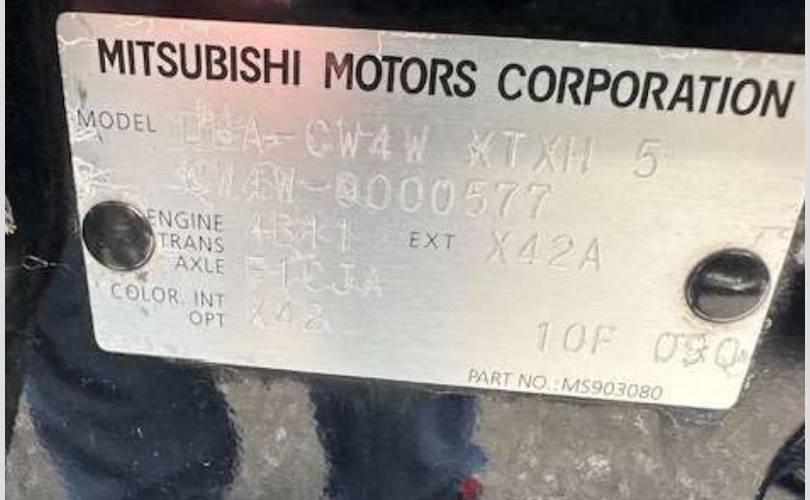 MITSUBISHI MOTORS CORPORATION
MODEL DBA-CW4W XTXH 5
CW4W-0000577
ENGINE 4B11 EXT X42A
TRANS
AXLE F1CJA
COLOR, INT X42
OPT 10F
PART NO.:MS903080